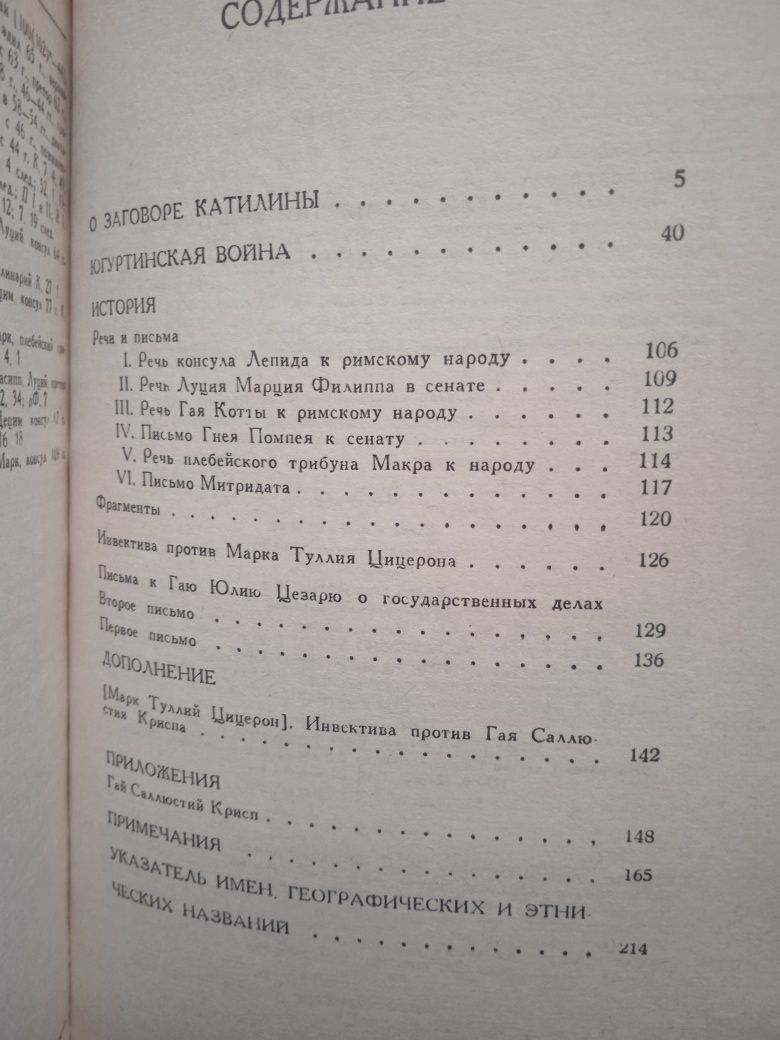 СОДЕРЖАНИЕ
О ЗАГОВОРЕ КАТИЛИНЫ . . . . . . . . . . . 5
ЮГУРТИНСКАЯ ВОЙНА . . . . . . . . . . . . 40
ИСТОРИЯ
Речи и письма
I. Речь консула Лепида к римскому народу . . . . 106
II. Речь Луция Марция Филиппа в сенате . . . . . 109
III. Речь Гая Котты к римскому народу . . . . . . 112
IV. Письмо Гнея Помпея к сенату . . . . . . . . 113
V. Речь плебейского трибуна Макра к народу . . . 114
VI. Письмо Митридата . . . . . . . . . . . . 117
Фрагменты . . . . . . . . . . . . . . . 120
Инвектива против Марка Туллия Цицерона . . . . . . 126
Письма к Гаю Юлию Цезарю о государственных делах
Второе письмо . . . . . . . . . . . . . . . 129
Первое письмо . . . . . . . . . . . . . . . 136
ДОПОЛНЕНИЕ
[Марк Туллий Цицерон]. Инвектива против Гая Саллю-
стия Криспа . . . . . . . . . . . . . . . 142
ПРИЛОЖЕНИЯ
Гай Саллюстий Крисп . . . . . . . . . . . . . 148
ПРИМЕЧАНИЯ . . . . . . . . . . . . . . 165
УКАЗАТЕЛЬ ИМЕН, ГЕОГРАФИЧЕСКИХ И ЭТНИ-
ЧЕСКИХ НАЗВАНИЙ . . . . . . . . . . . 214